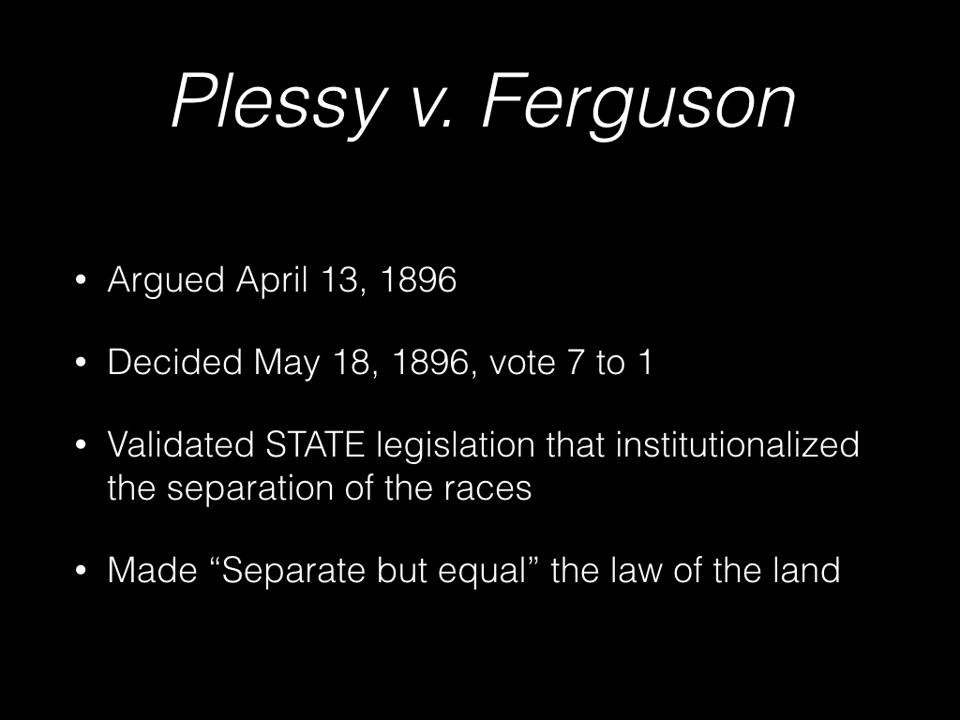 Plessy v. Ferguson
• Argued April 13, 1896
• Decided May 18, 1896, vote 7 to 1
• Validated STATE legislation that institutionalized
the separation of the races
• Made “Separate but equal” the law of the land